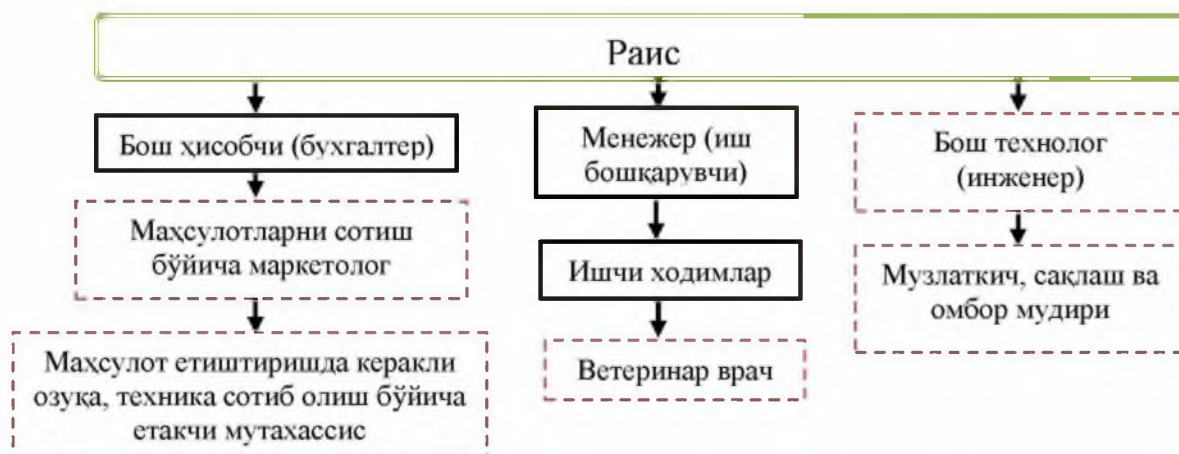 Раис
Бош ҳисобчи (бухгалтер)
Маҳсулотларни сотиш
бўйича маркетолог
Маҳсулот етиштиришда керакли
озуқа, техника сотиб олиш бўйича
етакчи мутахассис
Менежер (иш
бошқарувчи)
Ишчи ходимлар
Ветеринар врач
Бош технолог
(инженер)
Музлаткич, сақлаш ва
омбор мудири